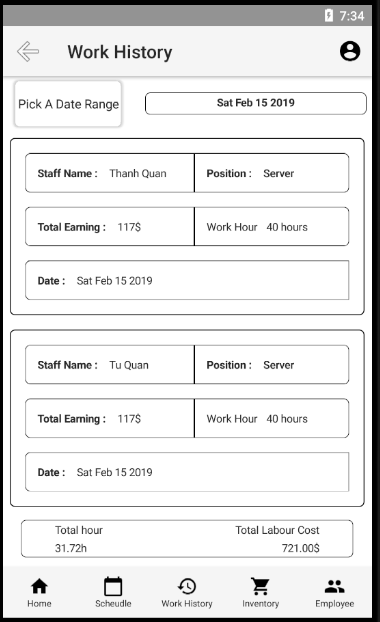 7:34
Work History
Pick A Date Range
Sat Feb 15 2019
Staff Name : Thanh Quan Position : Server
Total Earning : 117$ Work Hour 40 hours
Date : Sat Feb 15 2019
Staff Name : Tu Quan Position : Server
Total Earning : 117$ Work Hour 40 hours
Date : Sat Feb 15 2019
Total hour Total Labour Cost
31.72h 721.00$
Home Scheudle Work History Inventory Employee